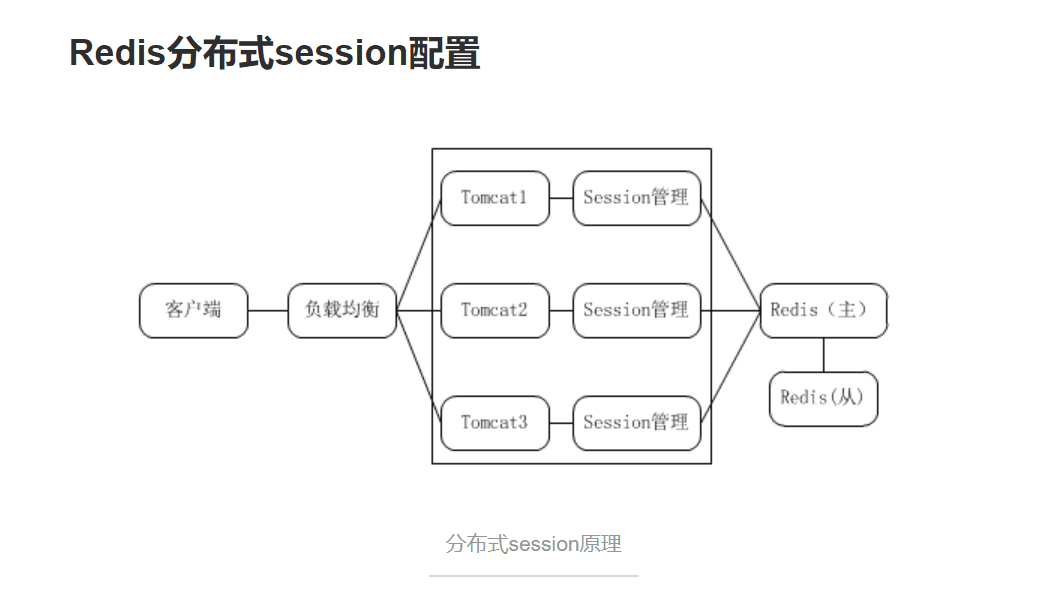 Redis分布式session配置
Tomcat1
Session管理
客户端
负载均衡
Tomcat2
Session管理
Redis（主）
Redis(从)
Tomcat3
Session管理
分布式session原理